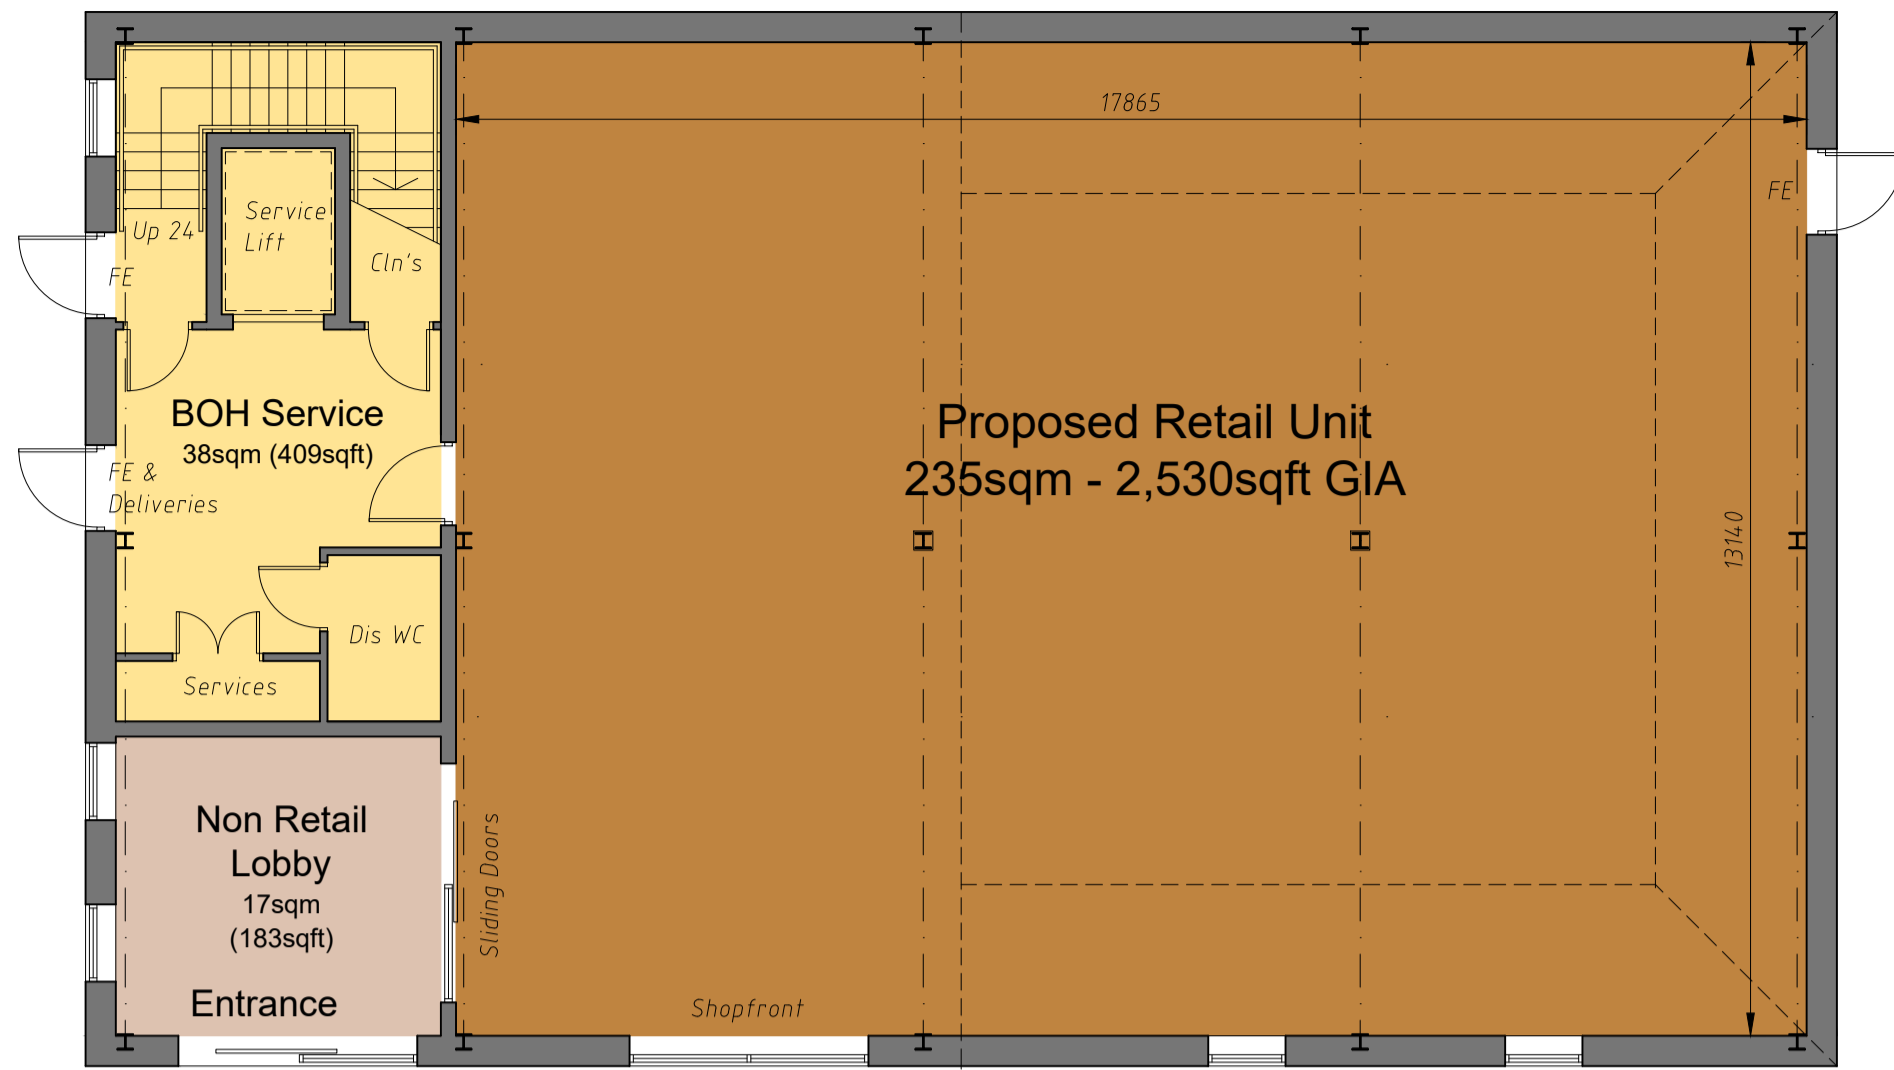 17865
Service
Lift
Up 24
Cln's
FE
FE
BOH Service
38sqm (409sqft)
FE &
Deliveries
Proposed Retail Unit
235sqm - 2,530sqft GIA
13140
Dis WC
Services
Non Retail
Lobby
17sqm
(183sqft)
Sliding Doors
Entrance
Shopfront